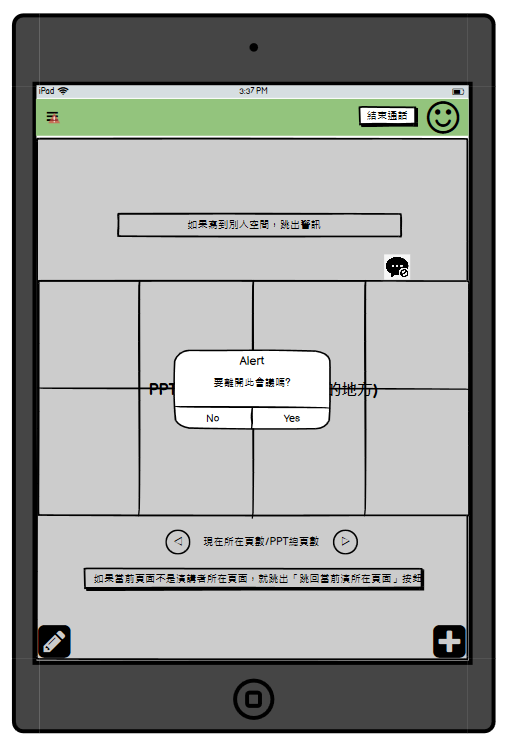 iPad
3:37 PM
結束通話
如果寫到別人空間，跳出警訊
Alert
要離開此會議嗎?
PPT
的地方)
No
Yes
現在所在頁數/PPT總頁數
如果當前頁面不是演講者所在頁面，就跳出「跳回當前演所在頁面」按鈕